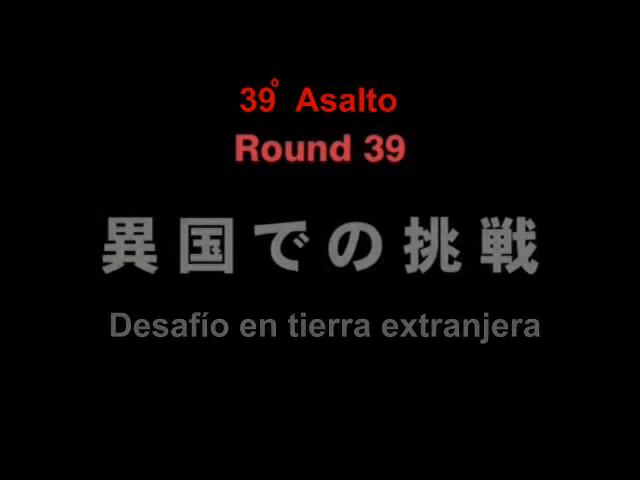 39º Asalto
Round 39
異国での挑戦
Desafío en tierra extranjera